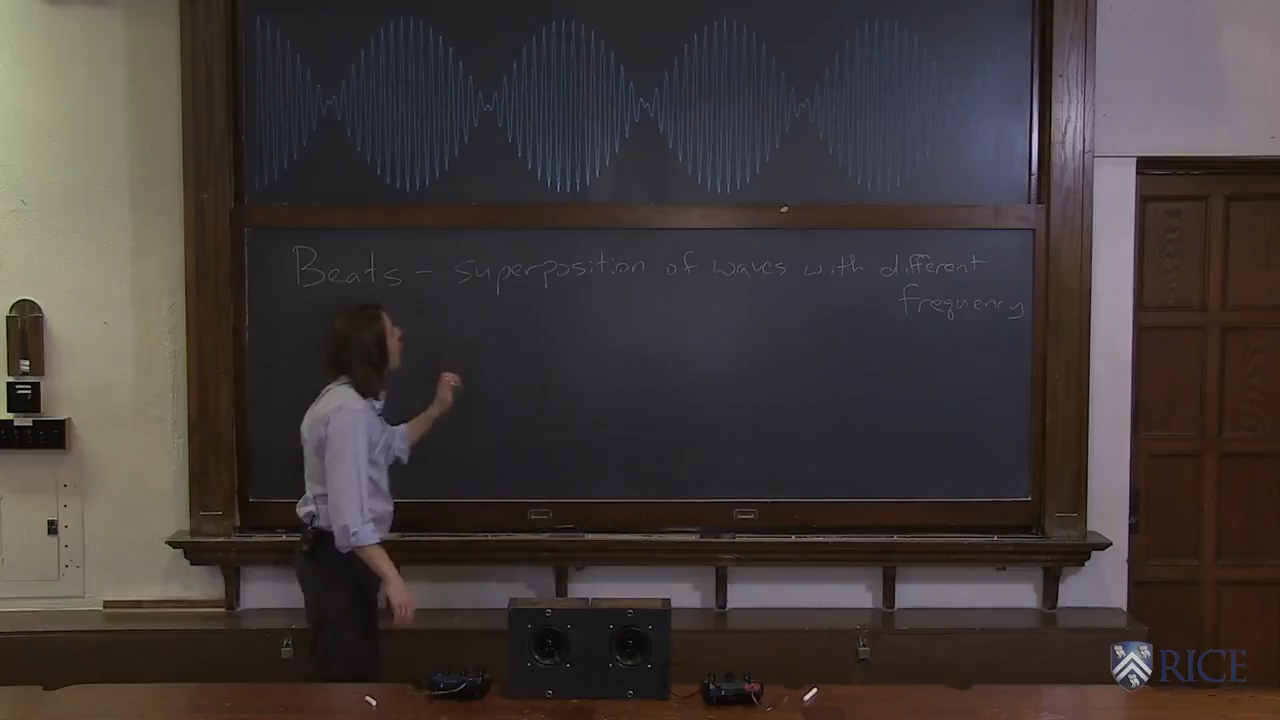 Beats - superposition of waves with different
frequency
RICE